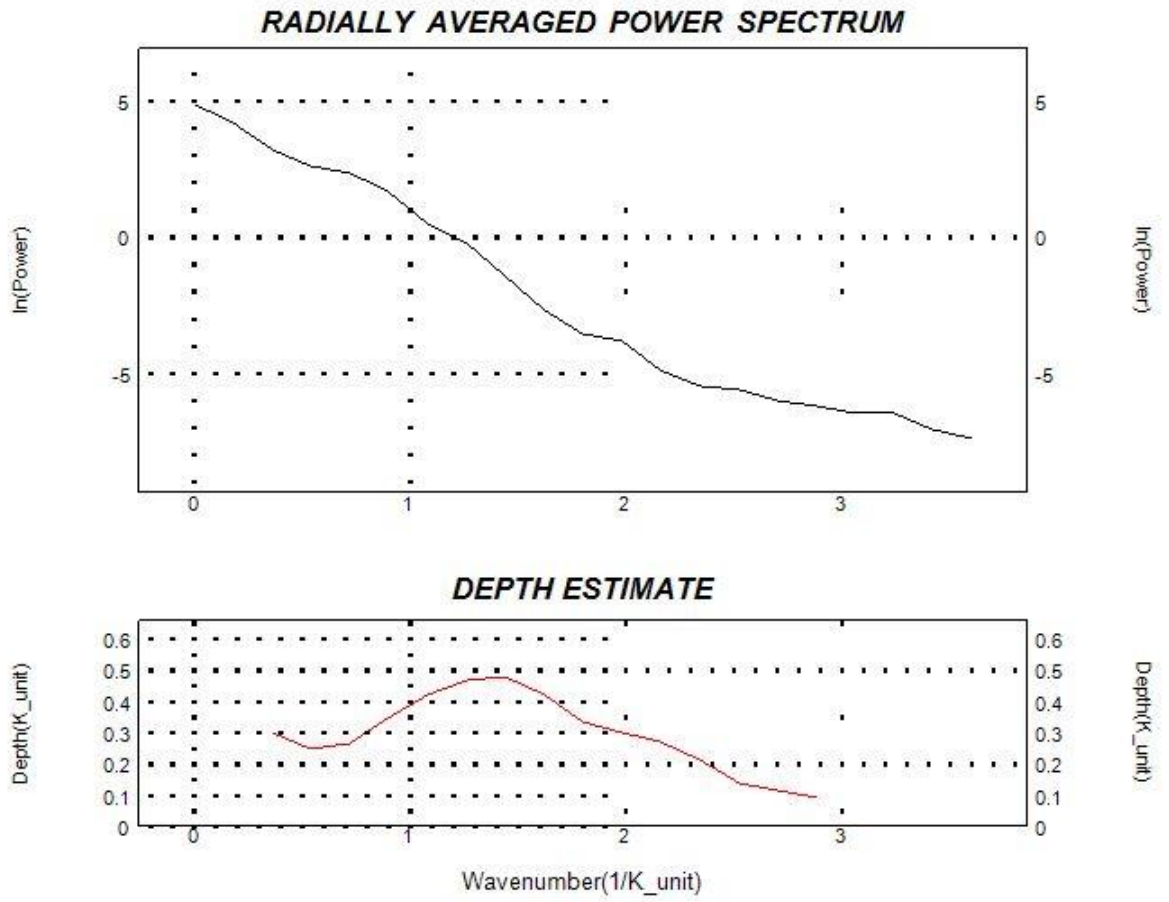 RADIALLY AVERAGED POWER SPECTRUM
5
0
-5
ln(Power)
5
0
-5
ln(Power)
0 1 2 3
DEPTH ESTIMATE
0.6
0.5
0.4
0.3
0.2
0.1
0
Depth(K_unit)
0.6
0.5
0.4
0.3
0.2
0.1
0
Depth(K_unit)
0 1 2 3
Wavenumber(1/K_unit)